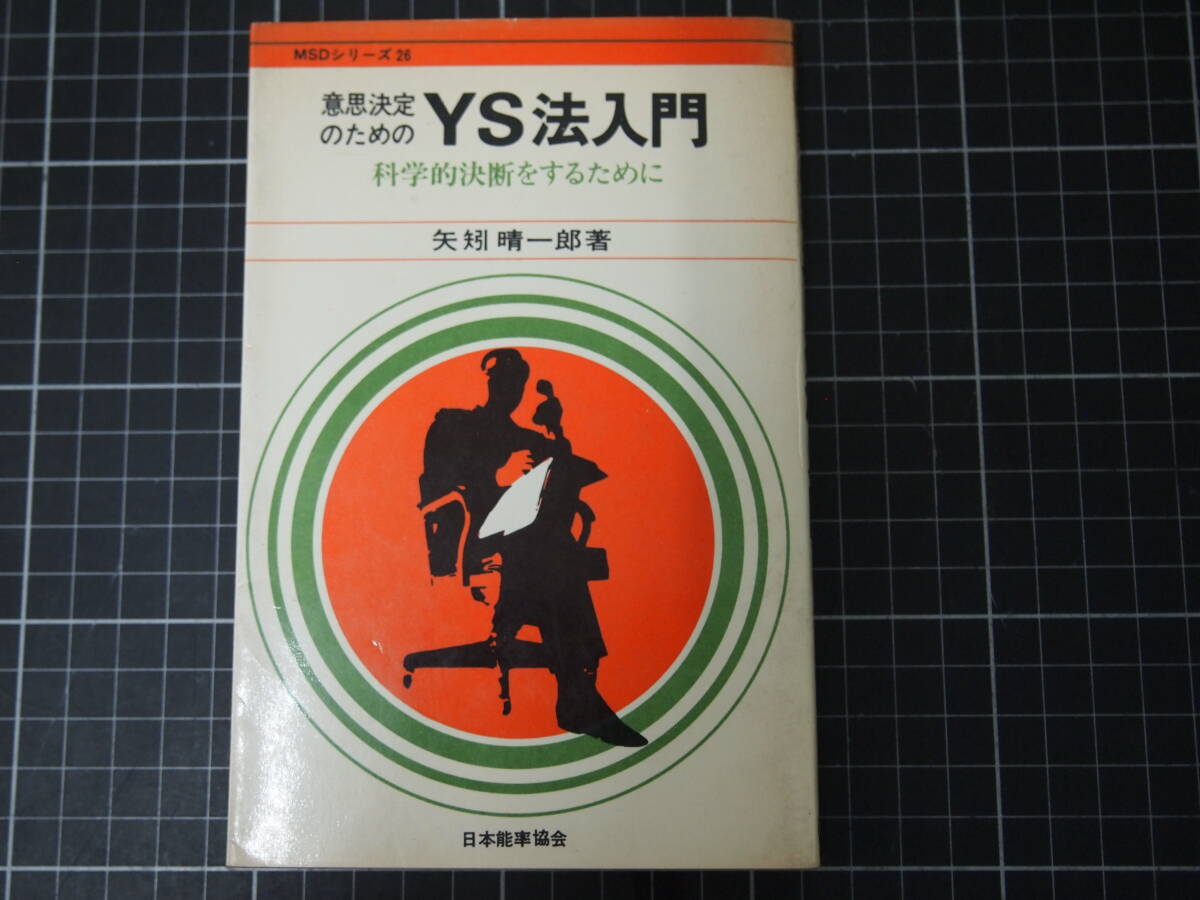 MSDシリーズ26
意思決定
のための
YS法入門
科学的決断をするために
矢矧晴一郎著
日本能率協会